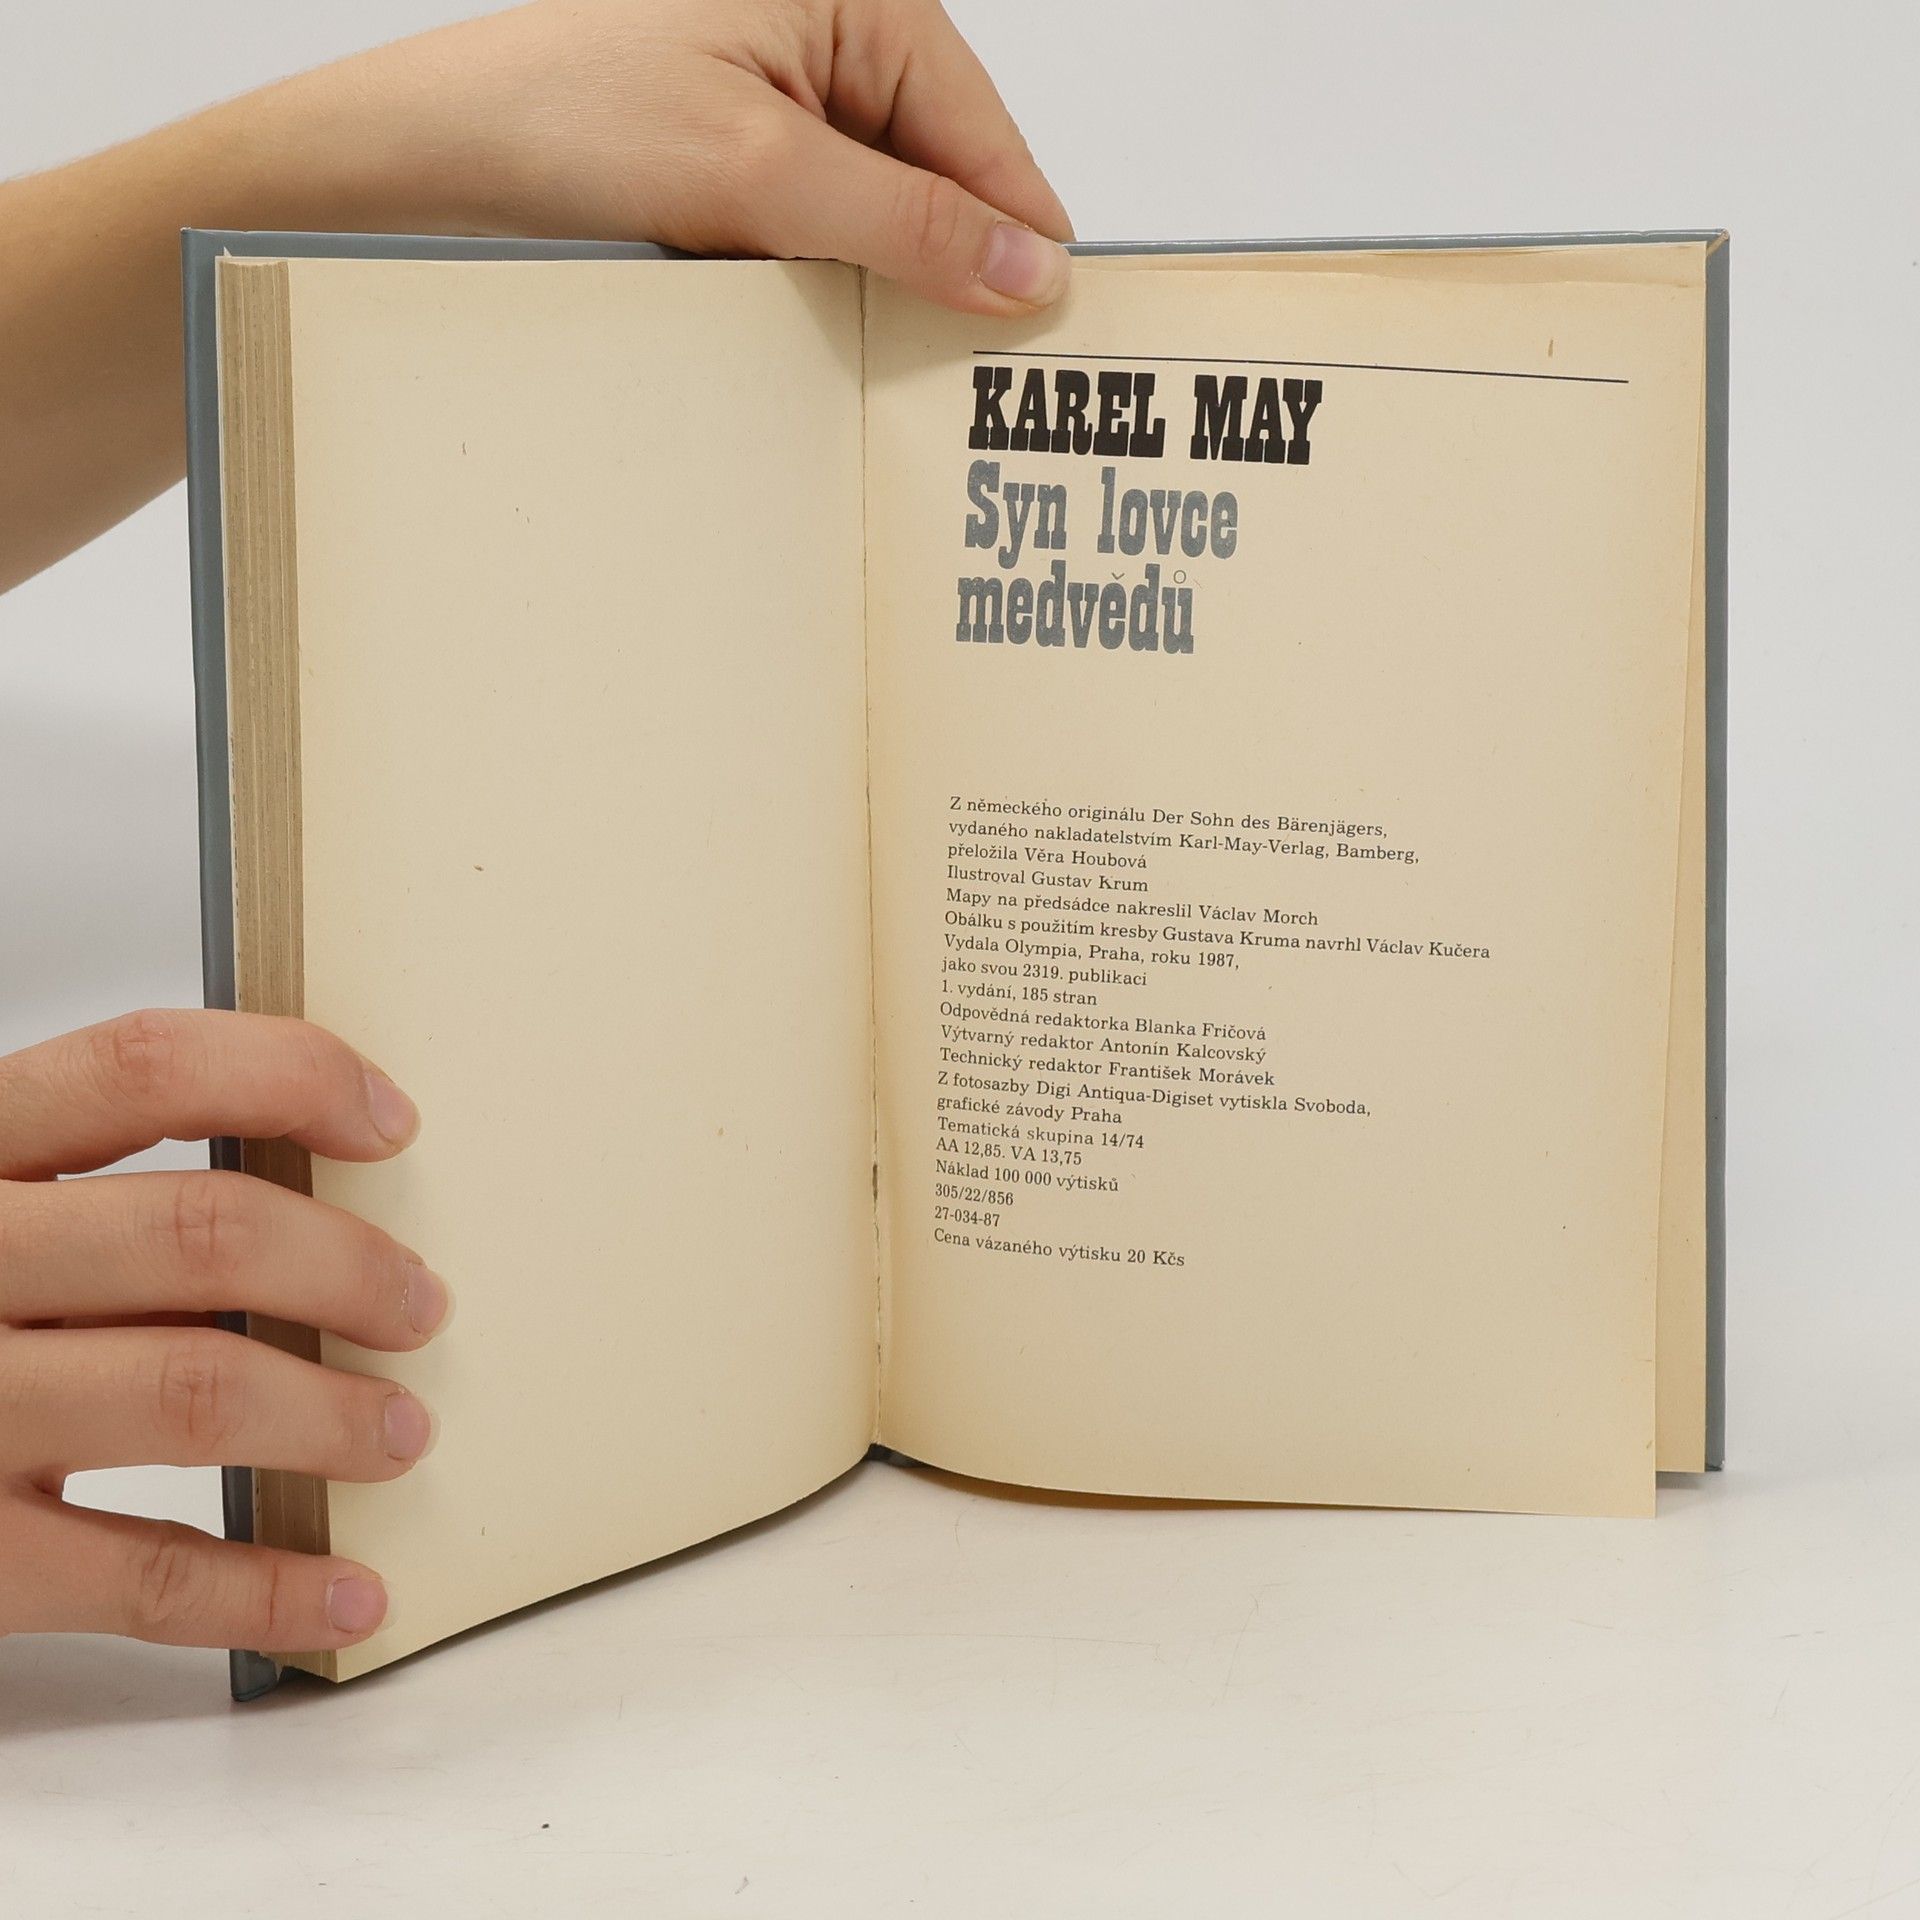 KAREL MAY
Syn lovce
medvědů
Z německého originálu Der Sohn des Bärenjägers,
vydaného nakladatelstvím Karl-May-Verlag, Bamberg,
přeložila Věra Houbová
Ilustroval Gustav Krum
Mapy na předsádce nakreslil Václav Morch
Obálku s použitím kresby Gustava Kruma navrhl Václav Kučera
Vydala Olympia, Praha, roku 1987,
jako svou 2319. publikaci
1. vydání, 185 stran
Odpovědná redaktorka Blanka Fričová
Výtvarný redaktor Antonín Kalcovský
Technický redaktor František Morávek
Z fotosazby Digi Antiqua-Digiset vytiskla Svoboda,
grafické závody Praha
Tematická skupina 14/74
AA 12,85. VA 13,75
Náklad 100 000 výtisků
305/22/856
27-034-87
Cena vázaného výtisku 20 Kčs